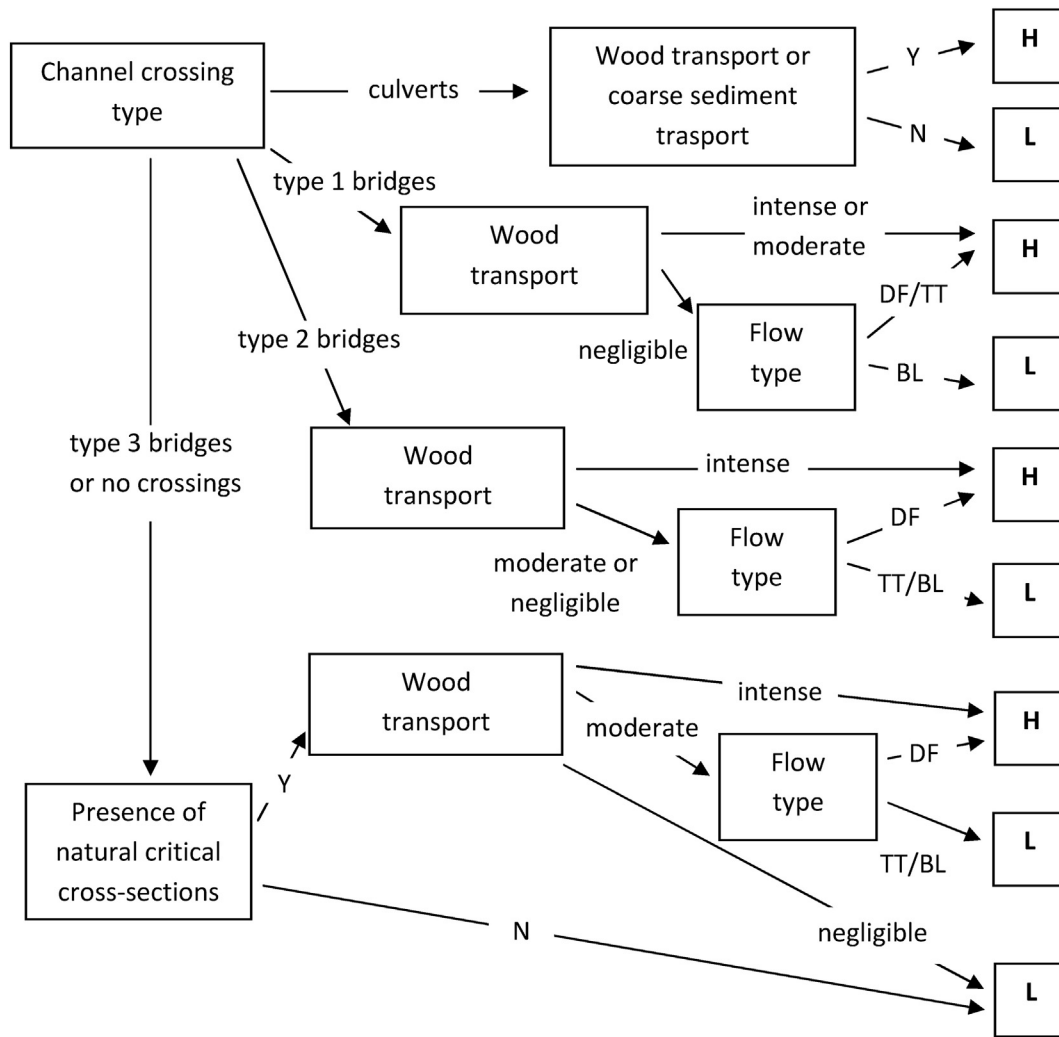 Channel crossing
type
culverts
Wood transport or
coarse sediment
trasport
Y
H
N
L
type 1 bridges
Wood
transport
intense or
moderate
H
negligible
Flow
type
DF/TT
BL
L
type 2 bridges
Wood
transport
intense
H
moderate or
negligible
Flow
type
DF
TT/BL
L
type 3 bridges
or no crossings
Presence of
natural critical
cross-sections
Y
Wood
transport
intense
H
moderate
Flow
type
DF
TT/BL
L
negligible
N
L